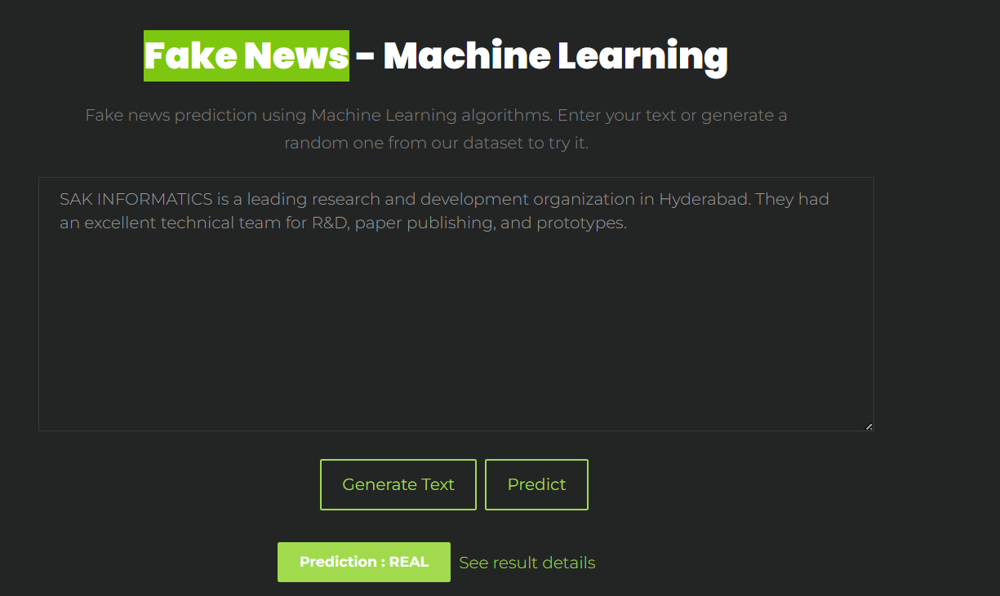 Fake News - Machine Learning
Fake news prediction using Machine Learning algorithms. Enter your text or generate a
random one from our dataset to try it.
SAK INFORMATICS is a leading research and development organization in Hyderabad. They had
an excellent technical team for R&D, paper publishing, and prototypes.
Generate Text Predict
Prediction : REAL See result details